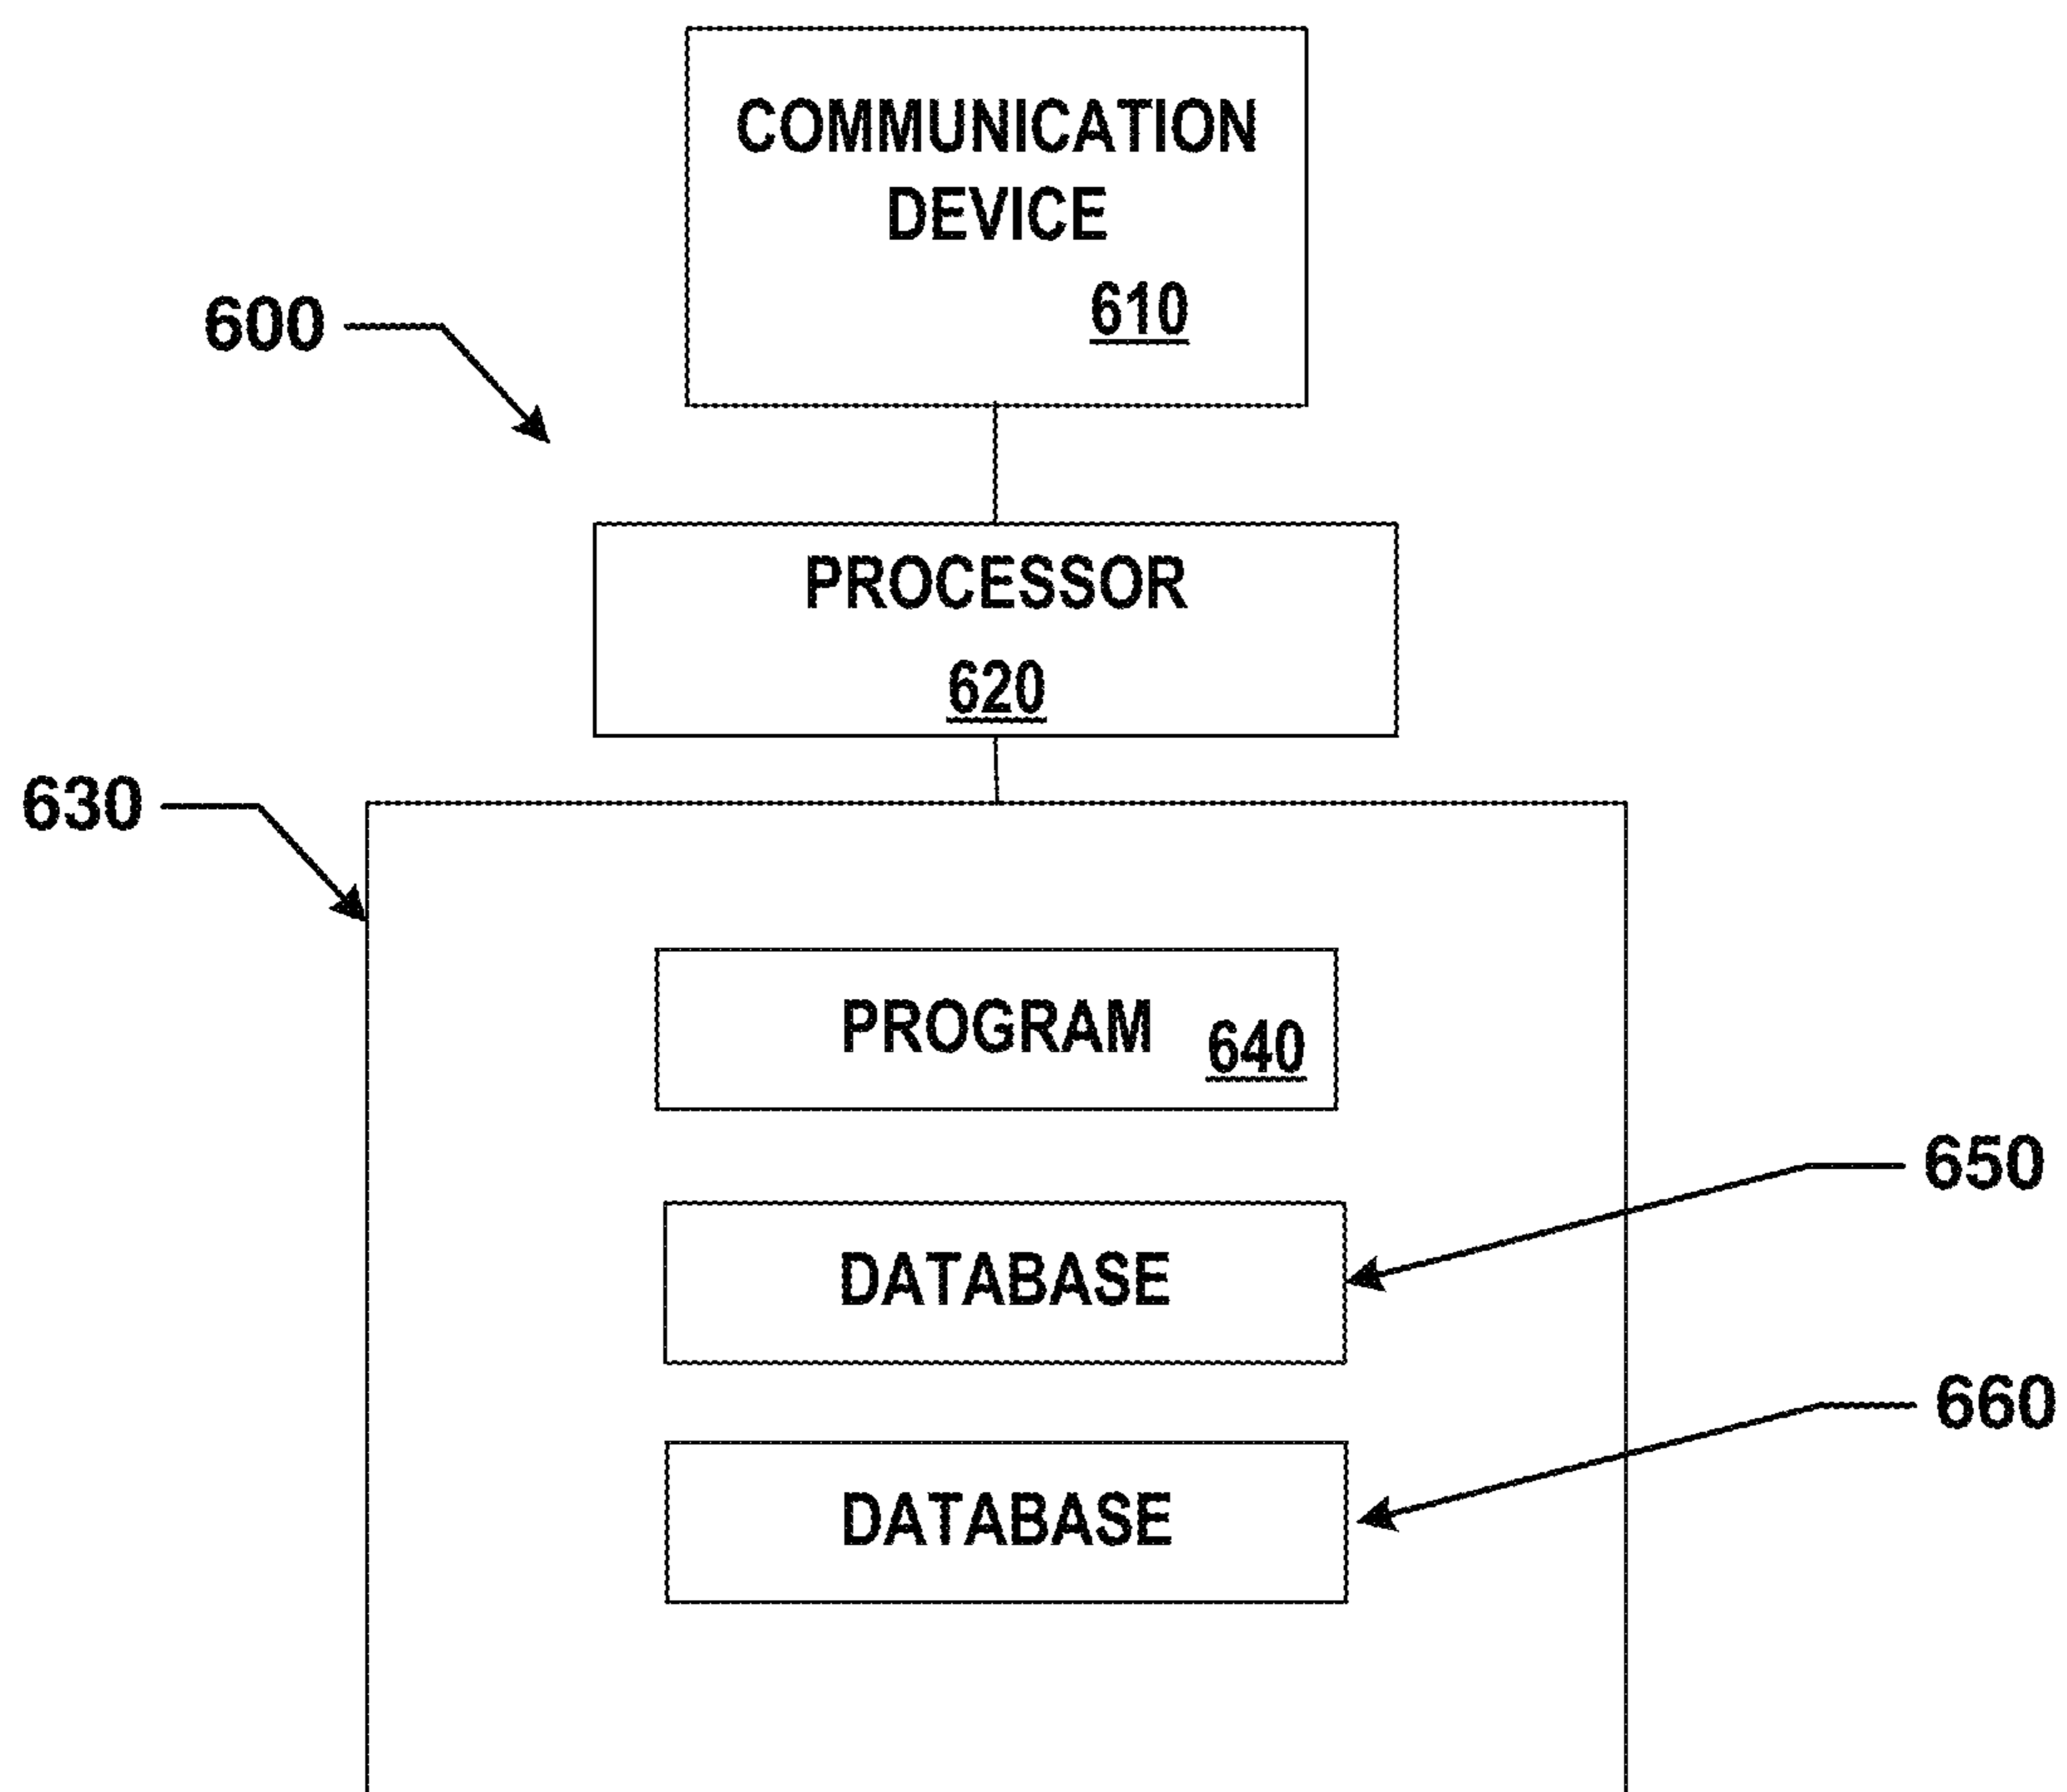 COMMUNICATION
DEVICE
610
600
PROCESSOR
620
630
PROGRAM 640
650
DATABASE
660
DATABASE